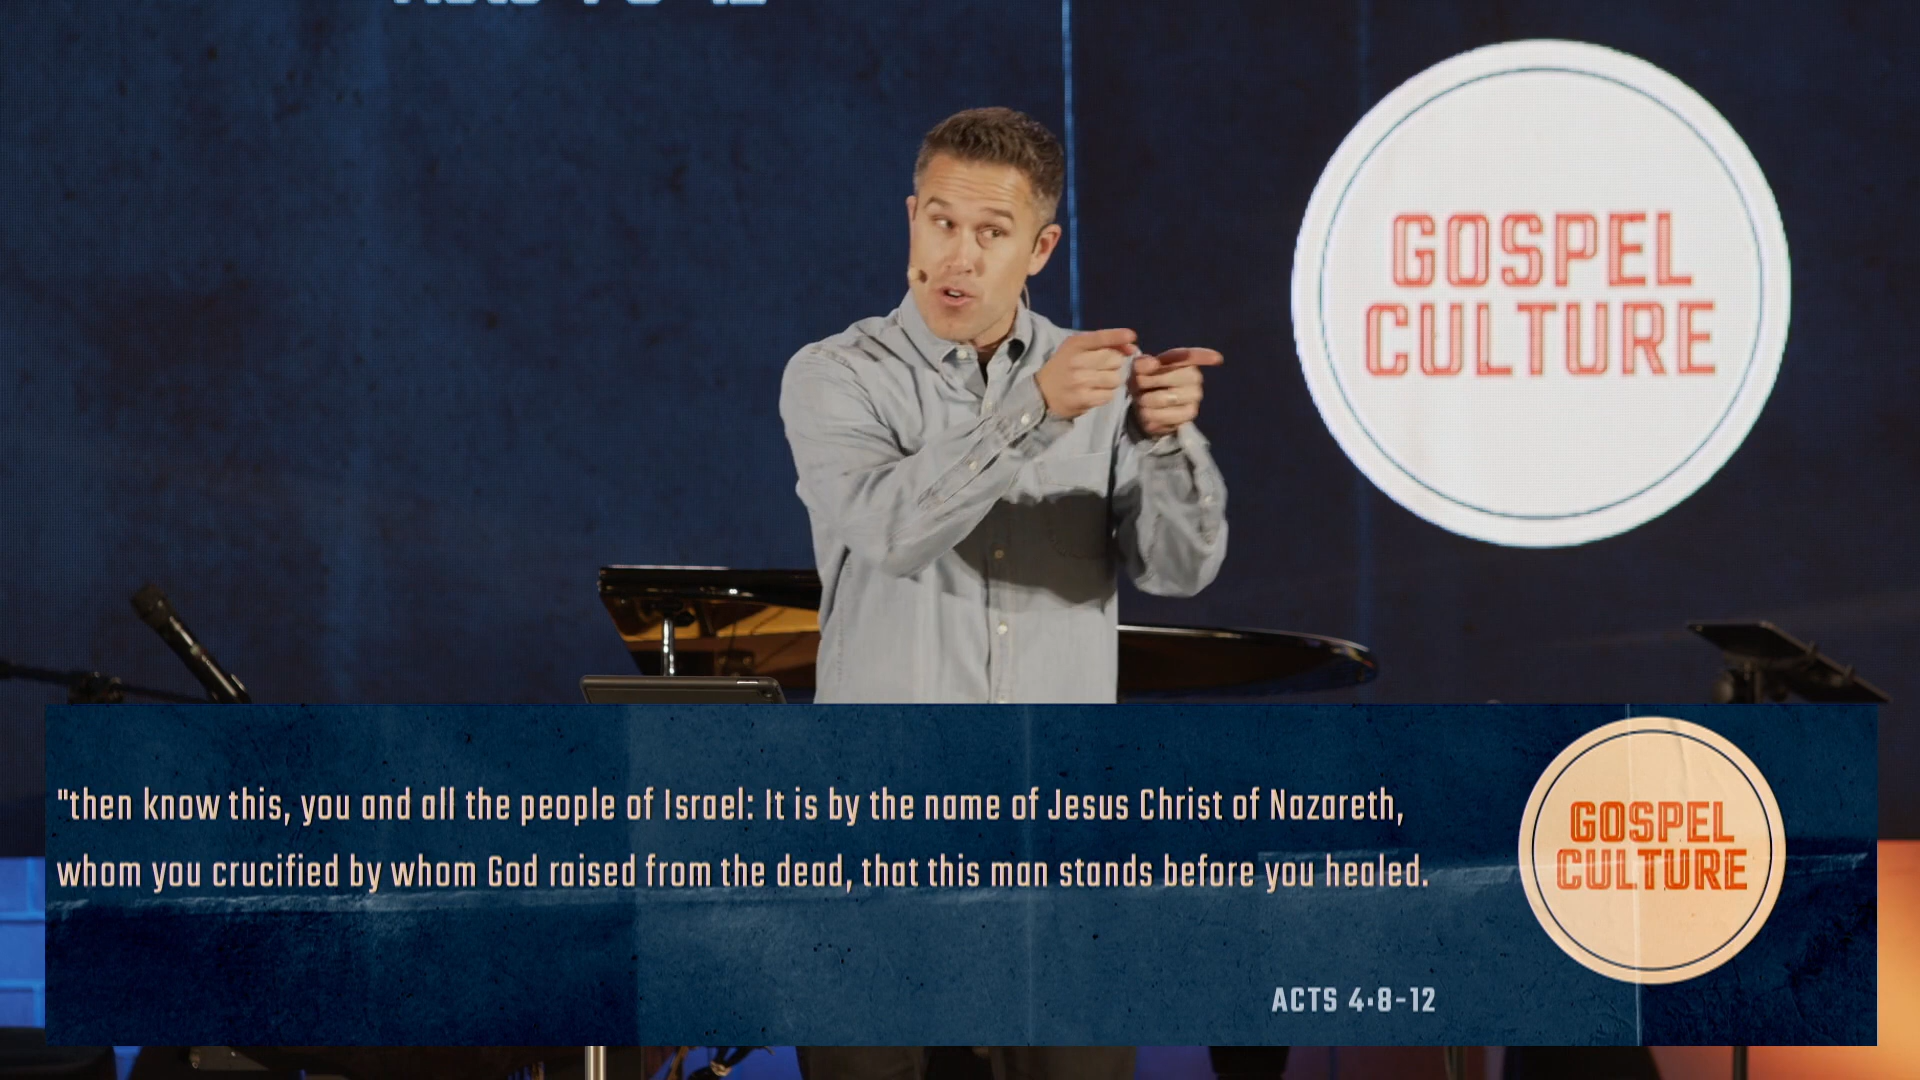 GOSPEL
CULTURE
"then know this, you and all the people of Israel: It is by the name of Jesus Christ of Nazareth,
whom you crucified by whom God raised from the dead, that this man stands before you healed.
ACTS 4:8-12
GOSPEL
CULTURE